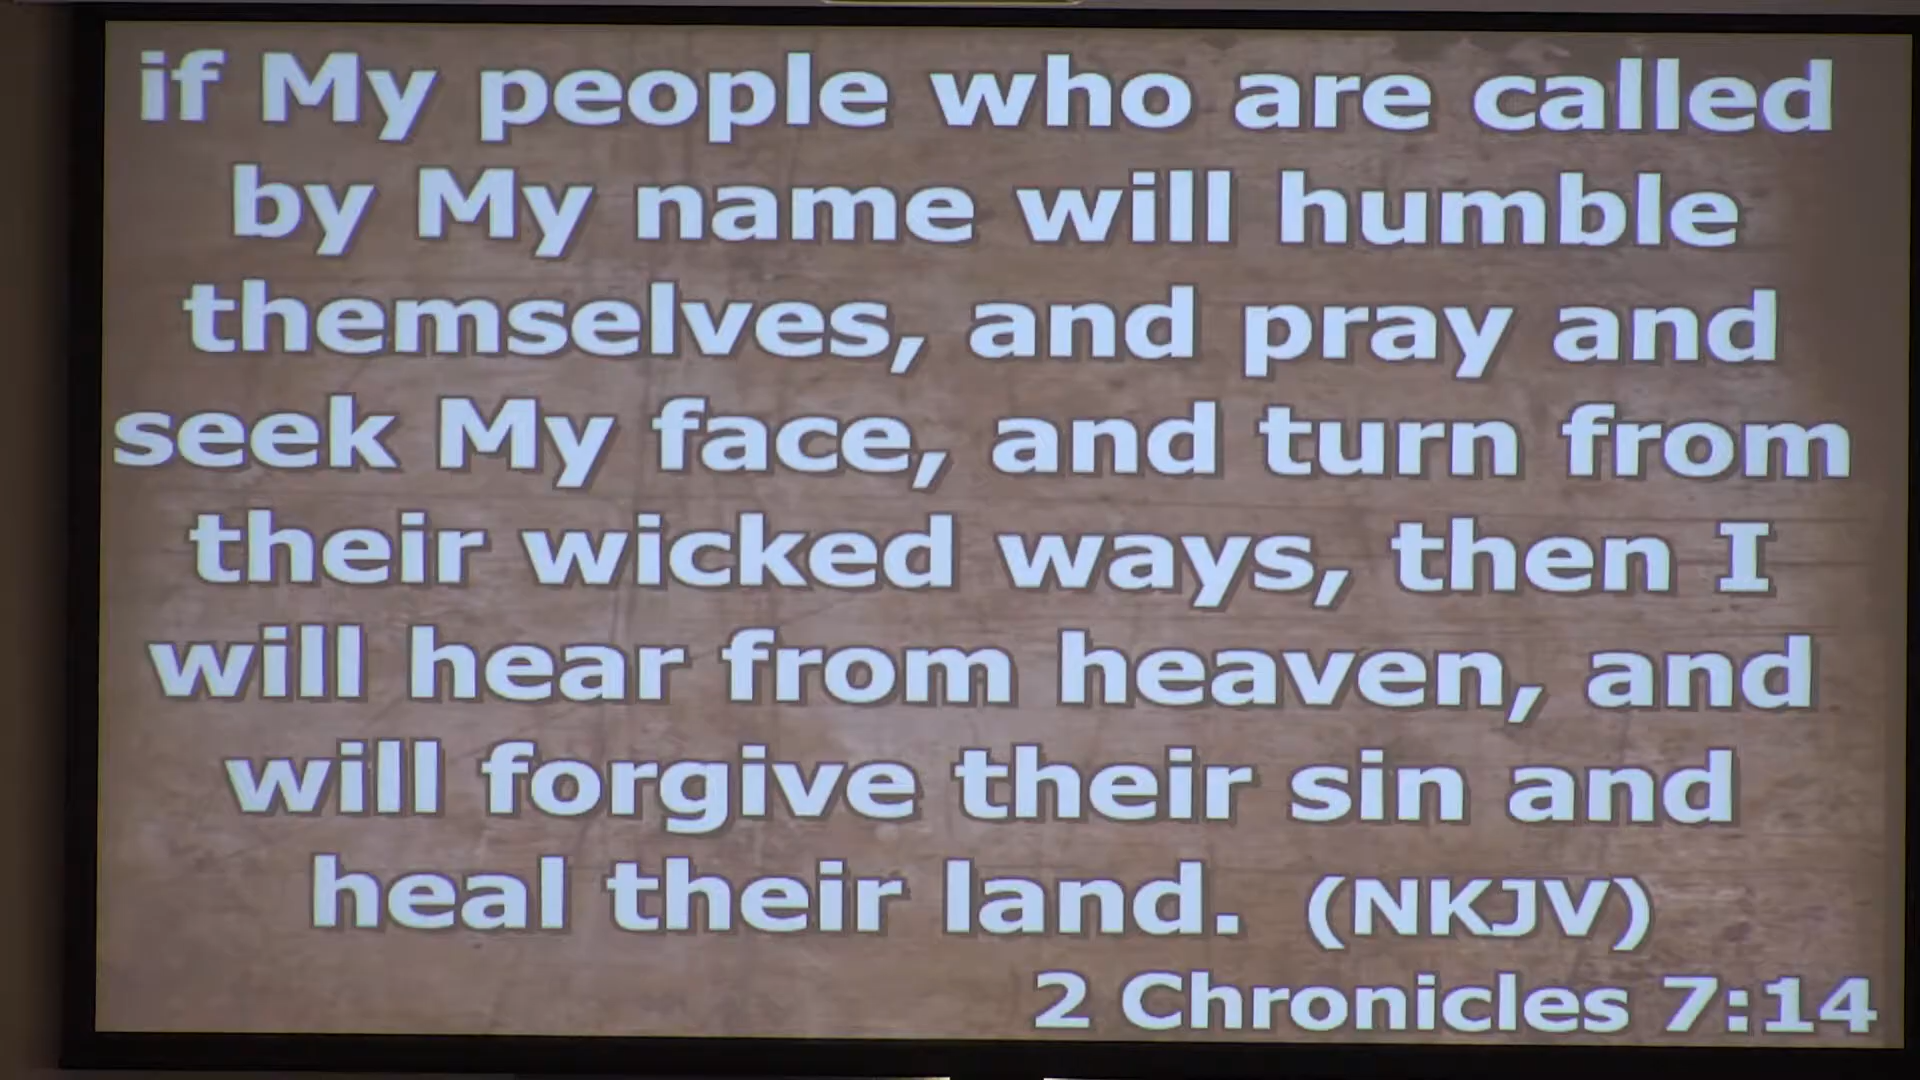 if My people who are called
by My name will humble
themselves, and pray and
seek My face, and turn from
their wicked ways, then I
will hear from heaven, and
will forgive their sin and
heal their land. (NKJV)
2 Chronicles 7:14